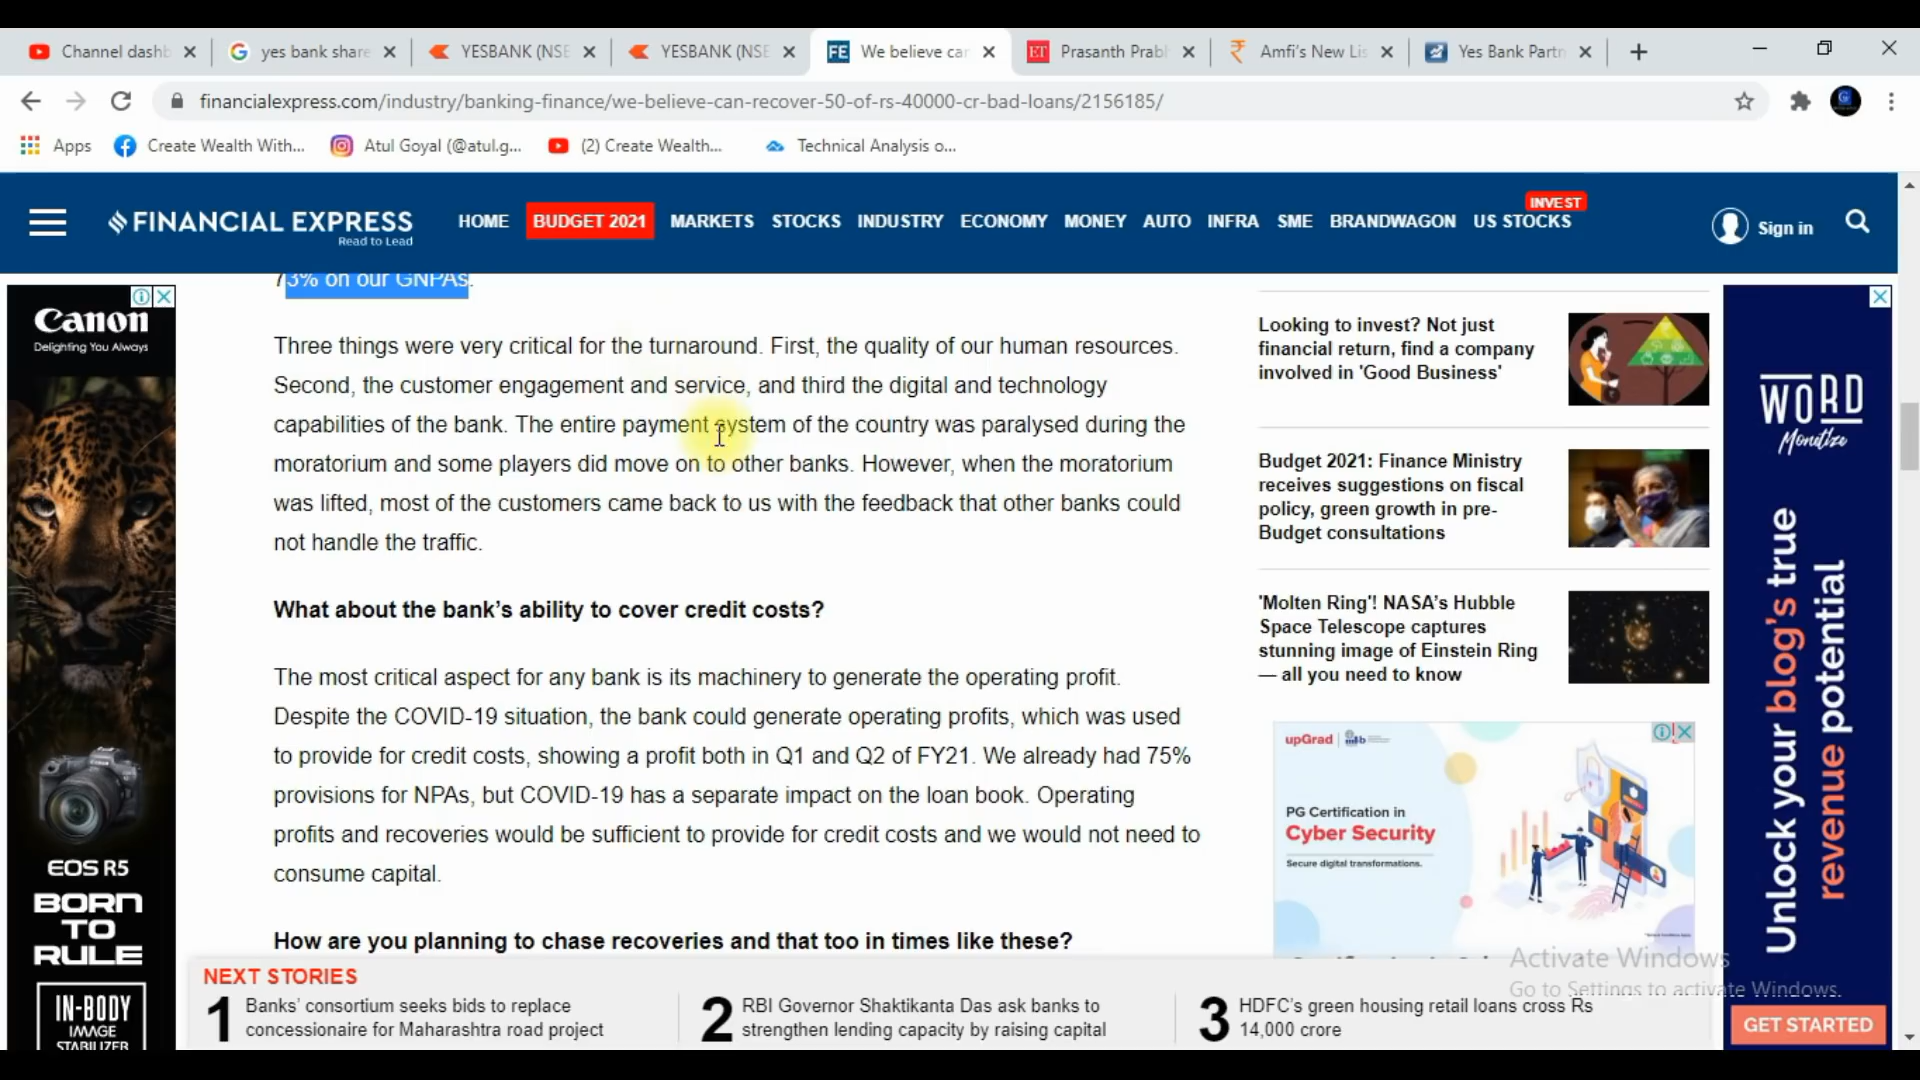 Channel dashb
yes bank share
YESBANK (NSE
YESBANK (NSE
FE
We believe can
ET
Prasanth Prabh
Amfi's New Lis
Yes Bank Partn
financialexpress.com/industry/banking-finance/we-believe-can-recover-50-of-rs-40000-cr-bad-loans/2156185/
Apps
Create Wealth With...
Atul Goyal (@atul.g...
(2) Create Wealth...
Technical Analysis o...
FINANCIAL EXPRESS
Read to Lead
HOME
BUDGET 2021
MARKETS
STOCKS
INDUSTRY
ECONOMY
MONEY
AUTO
INFRA
SME
BRANDWAGON
INVEST
US STOCKS
Sign in
73% on our GNPAs.
Three things were very critical for the turnaround. First, the quality of our human resources.
Second, the customer engagement and service, and third the digital and technology
capabilities of the bank. The entire payment system of the country was paralysed during the
moratorium and some players did move on to other banks. However, when the moratorium
was lifted, most of the customers came back to us with the feedback that other banks could
not handle the traffic.
What about the bank's ability to cover credit costs?
The most critical aspect for any bank is its machinery to generate the operating profit.
Despite the COVID-19 situation, the bank could generate operating profits, which was used
to provide for credit costs, showing a profit both in Q1 and Q2 of FY21. We already had 75%
provisions for NPAs, but COVID-19 has a separate impact on the loan book. Operating
profits and recoveries would be sufficient to provide for credit costs and we would not need to
consume capital.
How are you planning to chase recoveries and that too in times like these?
Canon
Delighting You Always
EOS R5
BORN
TO
RULE
IN-BODY
IMAGE
STABILIZER
Looking to invest? Not just
financial return, find a company
involved in 'Good Business'
Budget 2021: Finance Ministry
receives suggestions on fiscal
policy, green growth in pre-
Budget consultations
'Molten Ring'! NASA's Hubble
Space Telescope captures
stunning image of Einstein Ring
— all you need to know
upGrad
PG Certification in
Cyber Security
Secure digital transformations.
WORD
Monetize
Unlock your blog's true
revenue potential
GET STARTED
Activate Windows
Go to Settings to activate Windows.
NEXT STORIES
1
Banks' consortium seeks bids to replace
concessionaire for Maharashtra road project
2
RBI Governor Shaktikanta Das ask banks to
strengthen lending capacity by raising capital
3
HDFC's green housing retail loans cross Rs
14,000 crore